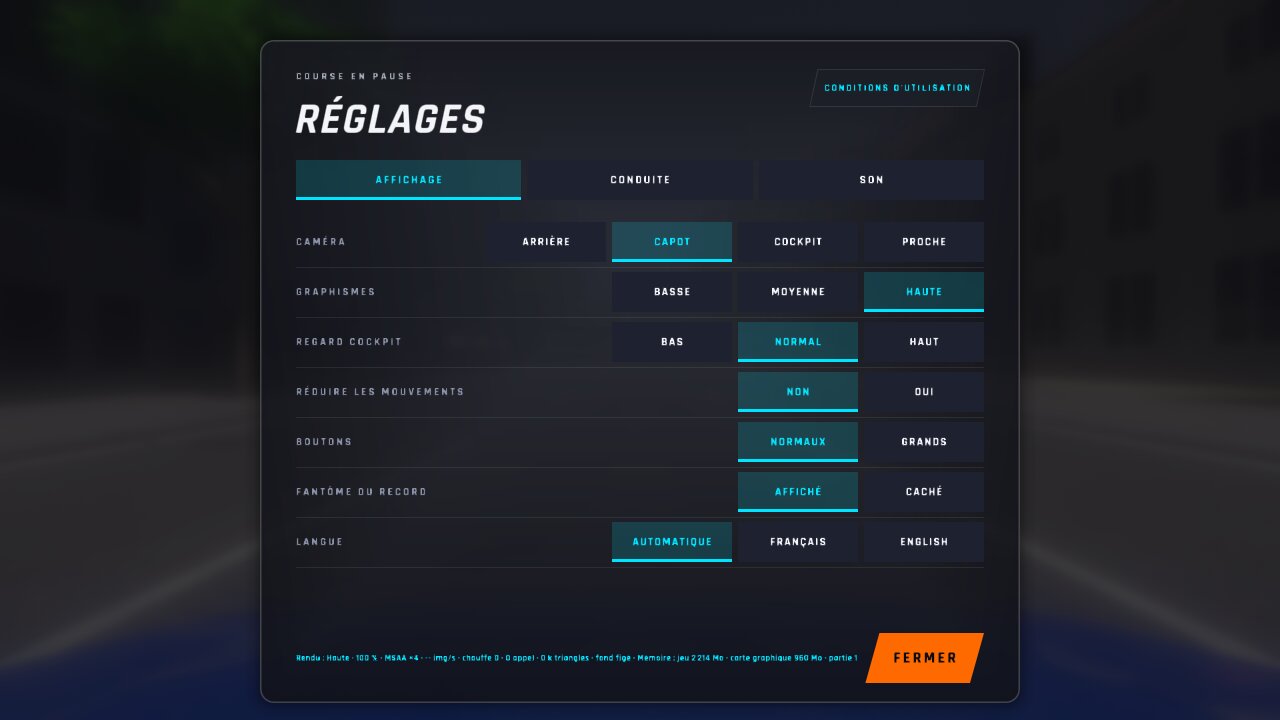 COURSE EN PAUSE
CONDITIONS D'UTILISATION
RÉGLAGES
AFFICHAGE CONDUITE SON
CAMÉRA ARRIÈRE CAPOT COCKPIT PROCHE
GRAPHISMES BASSE MOYENNE HAUTE
REGARD COCKPIT BAS NORMAL HAUT
RÉDUIRE LES MOUVEMENTS NON OUI
BOUTONS NORMAUX GRANDS
FANTÔME DU RECORD AFFICHÉ CACHÉ
LANGUE AUTOMATIQUE FRANÇAIS ENGLISH
Rendu : Haute · 100 % · MSAA ×4 · -- img/s · chauffe 0 · 0 appel · 0 k triangles · fond figé · Mémoire : jeu 2 214 Mo · carte graphique 960 Mo · partie 1
FERMER